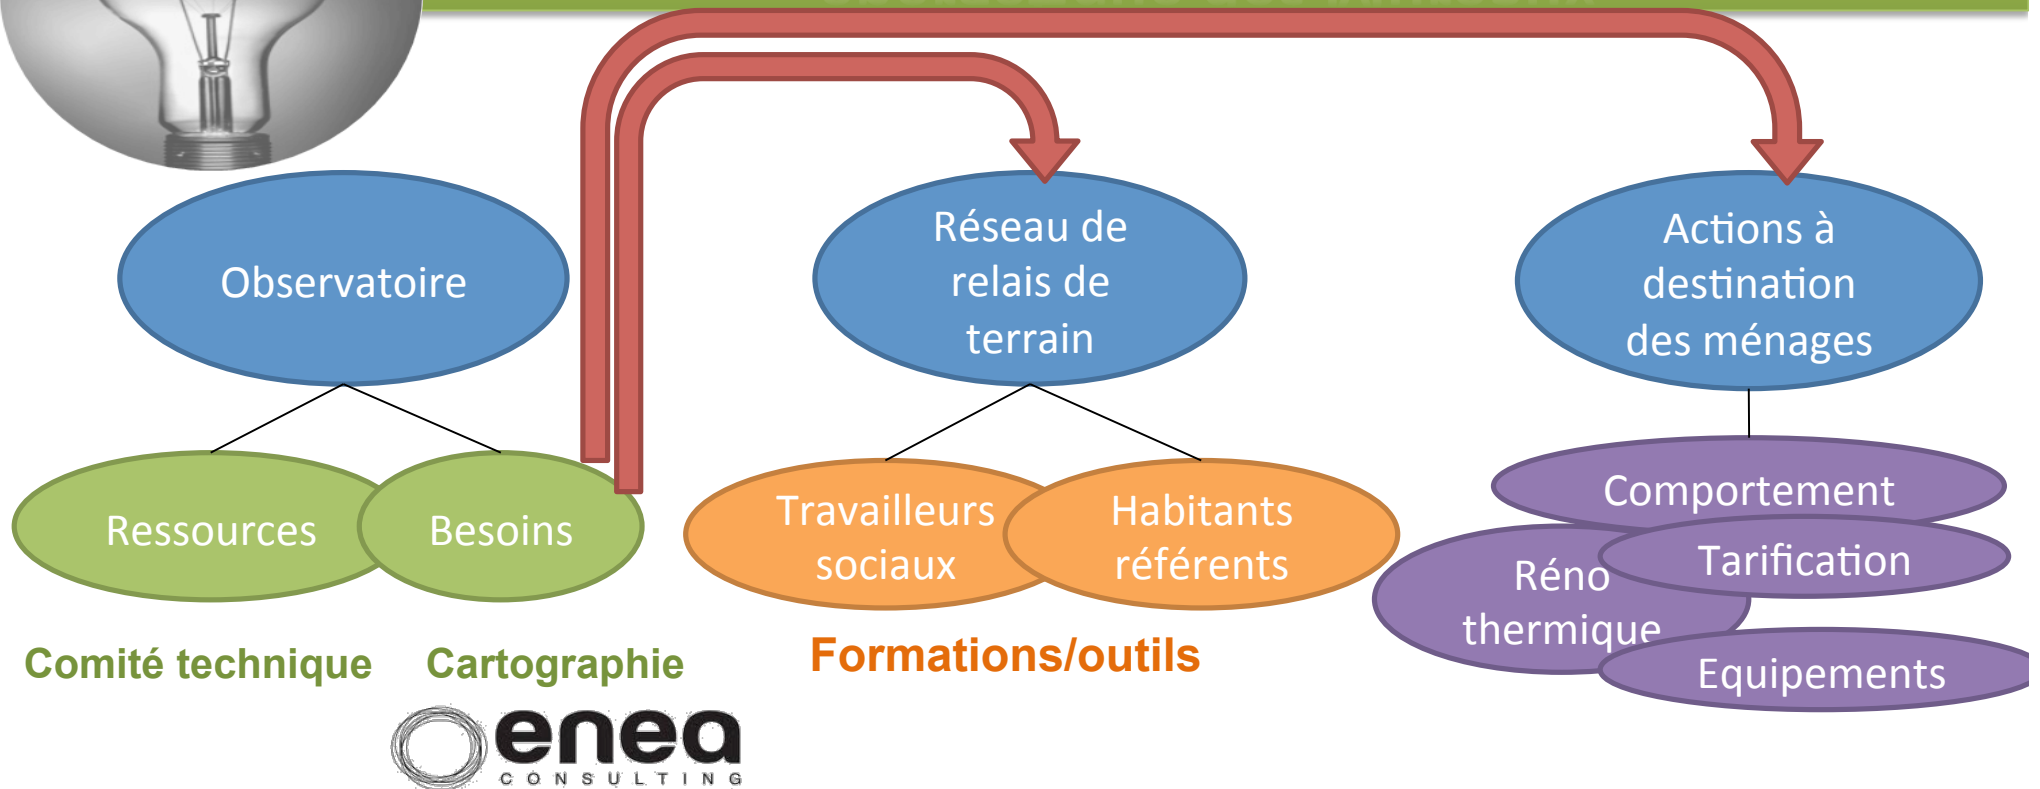 Observatoire
Réseau de
relais de
terrain
Actions à
destination
des ménages
Ressources
Besoins
Travailleurs
sociaux
Habitants
référents
Comportement
Tarification
Réno
thermique
Equipements
Comité technique
Cartographie
Formations/outils
enea
CONSULTING